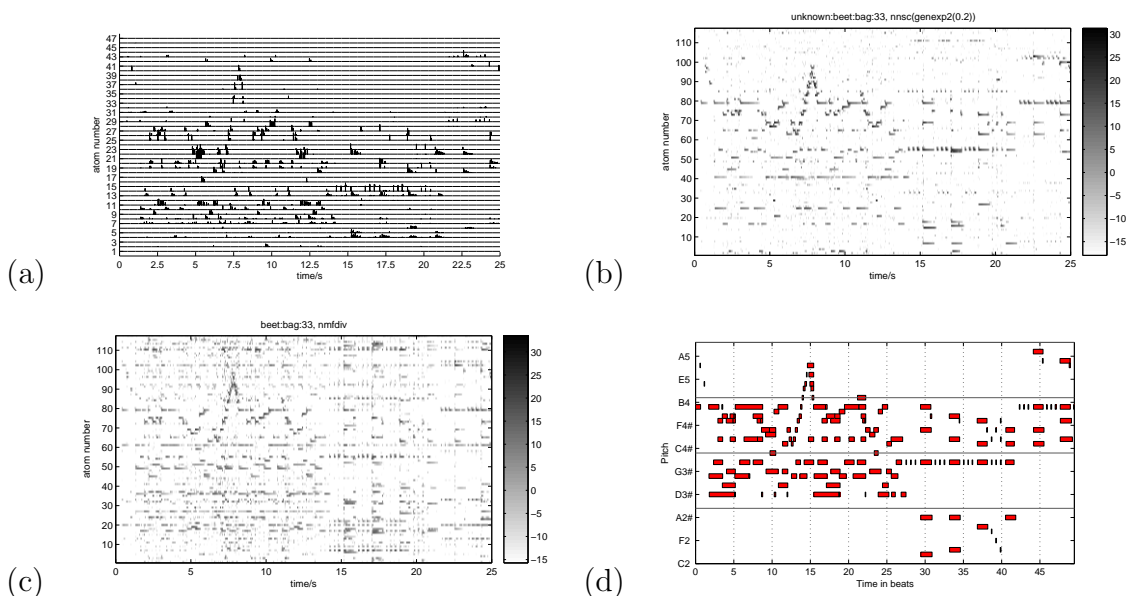 47
45
43
41
39
37
35
33
31
29
27
25
23
21
19
17
15
13
11
9
7
5
3
1
atom number
0 2.5 5 7.5 10 12.5 15 17.5 20 22.5 25
time/s
(a)
unknown:beet:bag:33, nnsc(genexp2(0.2))
110
100
90
80
70
60
50
40
30
20
10
atom number
0 5 10 15 20 25
time/s
30
25
20
15
10
5
0
−5
−10
−15
(b)
beet:bag:33, nmfdiv
110
100
90
80
70
60
50
40
30
20
10
atom number
0 5 10 15 20 25
time/s
30
25
20
15
10
5
0
−5
−10
−15
(c)
A5
E5
B4
F4#
C4#
G3#
D3#
A2#
F2
C2
Pitch
0 5 10 15 20 25 30 35 40 45
Time in beats
(d)